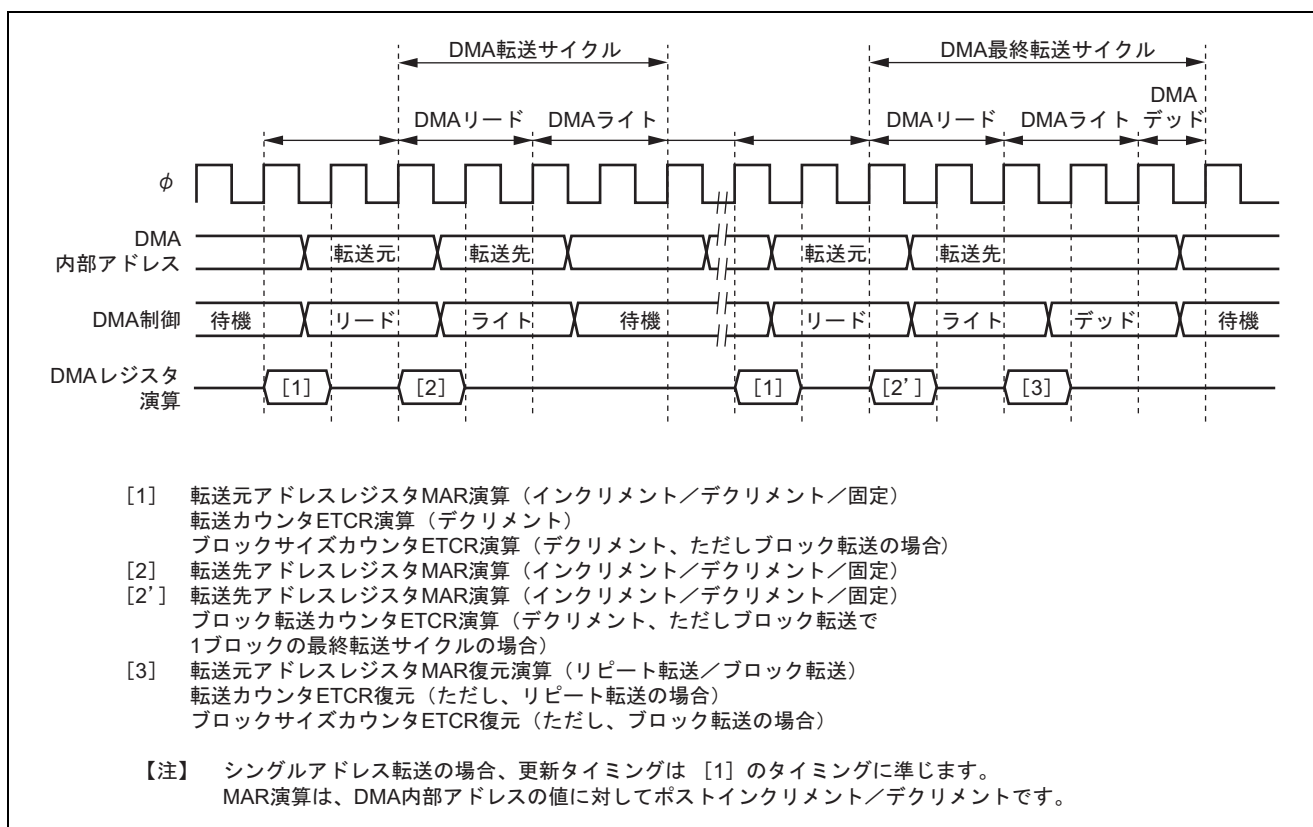 DMA転送サイクル DMA最終転送サイクル
DMAリード DMAライト DMAリード DMAライト DMAデッド
φ
DMA
内部アドレス
転送元 転送先 転送元 転送先
DMA制御 待機 リード ライト 待機 リード ライト デッド 待機
DMAレジスタ
演算
[1] [2] [1] [2'] [3]
[1] 転送元アドレスレジスタMAR演算（インクリメント／デクリメント／固定）
転送カウンタETCR演算（デクリメント）
ブロックサイズカウンタETCR演算（デクリメント、ただしブロック転送の場合）
[2] 転送先アドレスレジスタMAR演算（インクリメント／デクリメント／固定）
[2'] 転送先アドレスレジスタMAR演算（インクリメント／デクリメント／固定）
ブロック転送カウンタETCR演算（デクリメント、ただしブロック転送で
1ブロックの最終転送サイクルの場合）
[3] 転送元アドレスレジスタMAR復元演算（リピート転送／ブロック転送）
転送カウンタETCR復元（ただし、リピート転送の場合）
ブロックサイズカウンタETCR復元（ただし、ブロック転送の場合）
【注】 シングルアドレス転送の場合、更新タイミングは [1] のタイミングに準じます。
MAR演算は、DMA内部アドレスの値に対してポストインクリメント／デクリメントです。